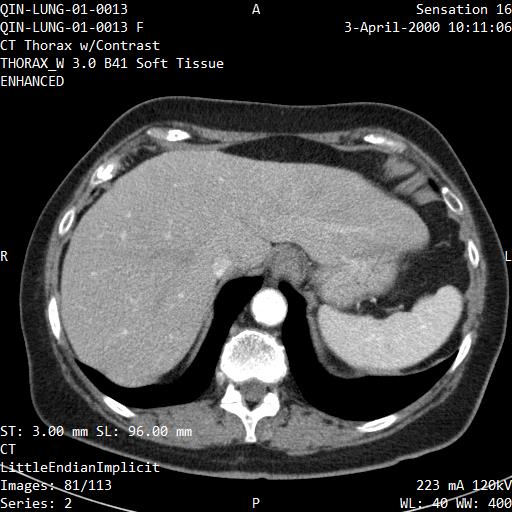 QIN-LUNG-01-0013
A
Sensation 16
QIN-LUNG-01-0013 F
3-April-2000 10:11:06
CT Thorax w/Contrast
THORAX_W 3.0 B41 Soft Tissue
ENHANCED
R
L
ST: 3.00 mm SL: 96.00 mm
CT
LittleEndianImplicit
Images: 81/113
223 mA 120kV
Series: 2
P
WL: 40 WW: 400